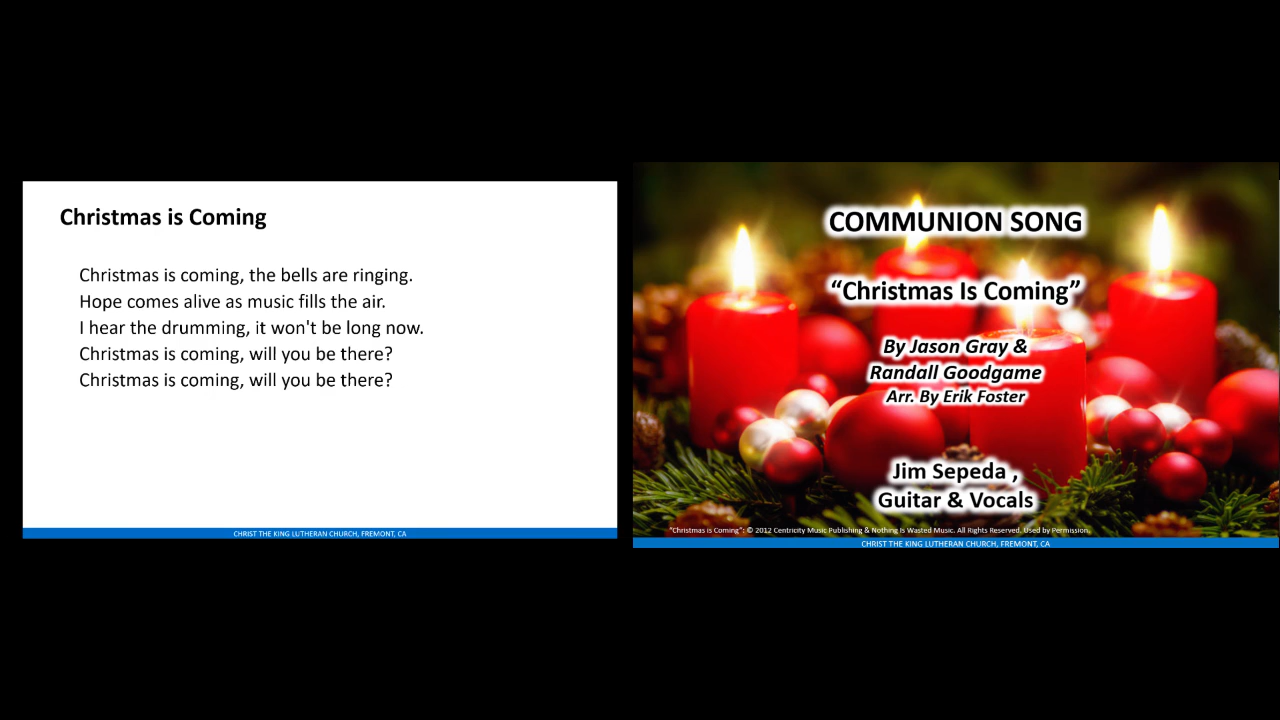 Christmas is Coming
Christmas is coming, the bells are ringing.
Hope comes alive as music fills the air.
I hear the drumming, it won't be long now.
Christmas is coming, will you be there?
Christmas is coming, will you be there?
CHRIST THE KING LUTHERAN CHURCH, FREMONT, CA
COMMUNION SONG
“Christmas Is Coming”
By Jason Gray &
Randall Goodgame
Arr. By Erik Foster
Jim Sepeda ,
Guitar & Vocals
“Christmas is Coming”: © 2012 Centricity Music Publishing & Nothing Is Wasted Music. All Rights Reserved. Used by Permission.
CHRIST THE KING LUTHERAN CHURCH, FREMONT, CA